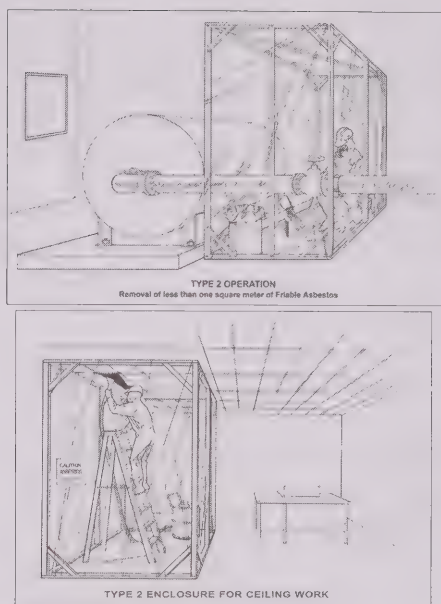 TYPE 2 OPERATION
Removal of less than one square meter of Friable Asbestos
CAUTION
ASBESTOS
TYPE 2 ENCLOSURE FOR CEILING WORK